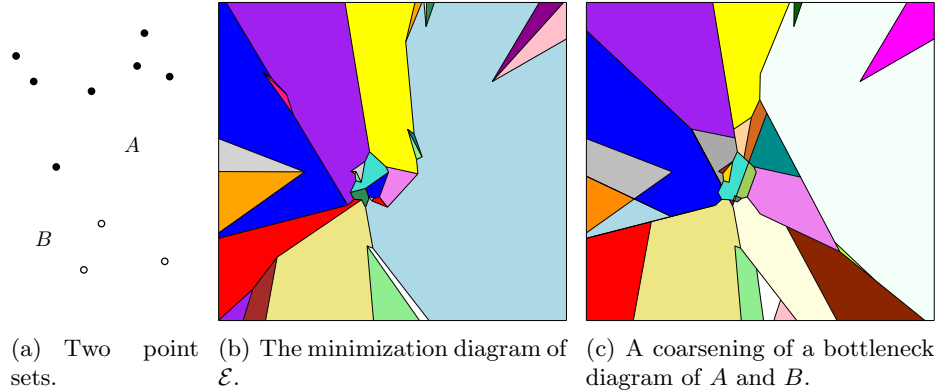 A
B
(a) Two point sets.
(b) The minimization diagram of ℰ.
(c) A coarsening of a bottleneck diagram of A and B.